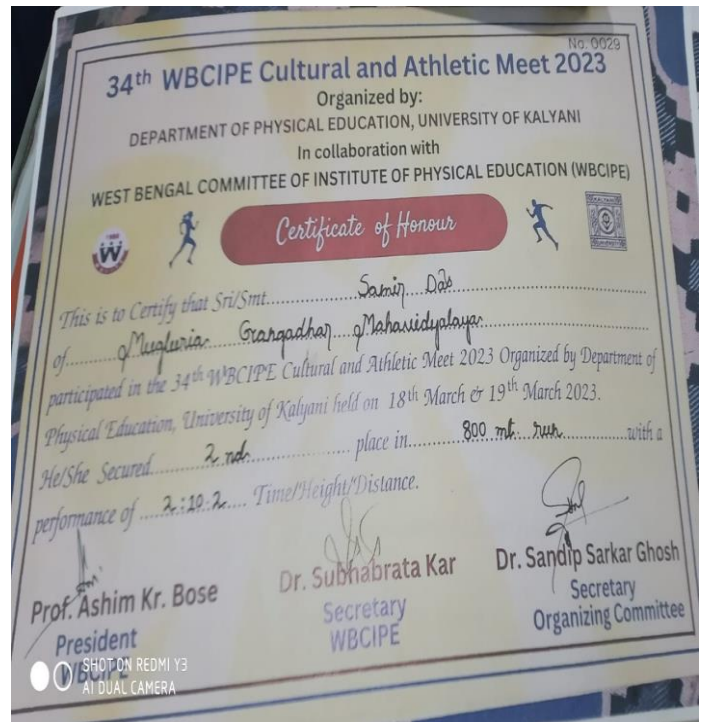 No. 0029
34th WBCIPE Cultural and Athletic Meet 2023
Organized by:
DEPARTMENT OF PHYSICAL EDUCATION, UNIVERSITY OF KALYANI
In collaboration with
WEST BENGAL COMMITTEE OF INSTITUTE OF PHYSICAL EDUCATION (WBCIPE)
Certificate of Honour
This is to Certify that Sri/Smt. Samir Das
of Mugberia Gangadhar Mahavidyalaya
participated in the 34th WBCIPE Cultural and Athletic Meet 2023 Organized by Department of
Physical Education, University of Kalyani held on 18th March & 19th March 2023.
He/She Secured 2nd place in 800 mt. run with a
performance of 2:10.2 Time/Height/Distance.
Prof. Ashim Kr. Bose
President
WBCIPE
Dr. Subhabrata Kar
Secretary
WBCIPE
Dr. Sandip Sarkar Ghosh
Secretary
Organizing Committee
SHOT ON REDMI Y3
AI DUAL CAMERA